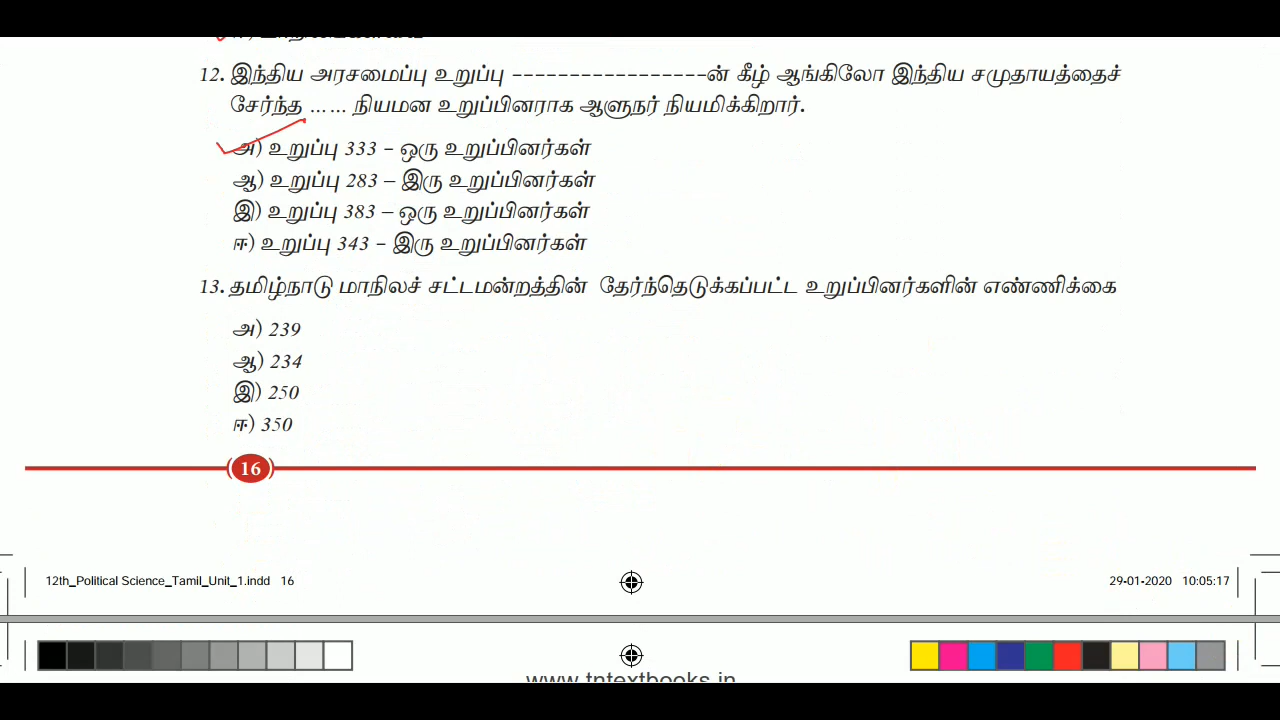 12. இந்திய அரசமைப்பு உறுப்பு -----------------ன் கீழ் ஆங்கிலோ இந்திய சமுதாயத்தைச்
சேர்ந்த ...... நியமன உறுப்பினராக ஆளுநர் நியமிக்கிறார்.
அ) உறுப்பு 333 – ஒரு உறுப்பினர்கள்
ஆ) உறுப்பு 283 – இரு உறுப்பினர்கள்
இ) உறுப்பு 383 – ஒரு உறுப்பினர்கள்
ஈ) உறுப்பு 343 – இரு உறுப்பினர்கள்
13. தமிழ்நாடு மாநிலச் சட்டமன்றத்தின் தேர்ந்தெடுக்கப்பட்ட உறுப்பினர்களின் எண்ணிக்கை
அ) 239
ஆ) 234
இ) 250
ஈ) 350
16
12th_Political Science_Tamil_Unit_1.indd 16
29-01-2020 10:05:17
www.tntextbooks.in